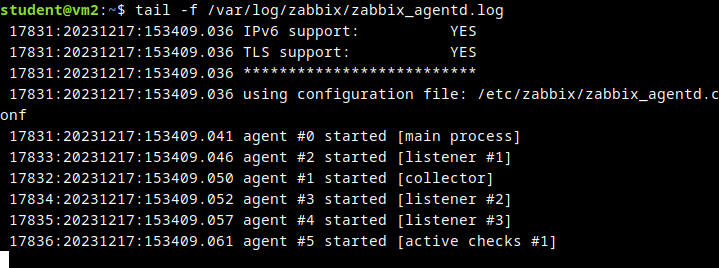 student@vm2:~$ tail -f /var/log/zabbix/zabbix_agentd.log
 17831:20231217:153409.036 IPv6 support:          YES
 17831:20231217:153409.036 TLS support:           YES
 17831:20231217:153409.036 **************************
 17831:20231217:153409.036 using configuration file: /etc/zabbix/zabbix_agentd.c
onf
 17831:20231217:153409.041 agent #0 started [main process]
 17833:20231217:153409.046 agent #2 started [listener #1]
 17832:20231217:153409.050 agent #1 started [collector]
 17834:20231217:153409.052 agent #3 started [listener #2]
 17835:20231217:153409.057 agent #4 started [listener #3]
 17836:20231217:153409.061 agent #5 started [active checks #1]